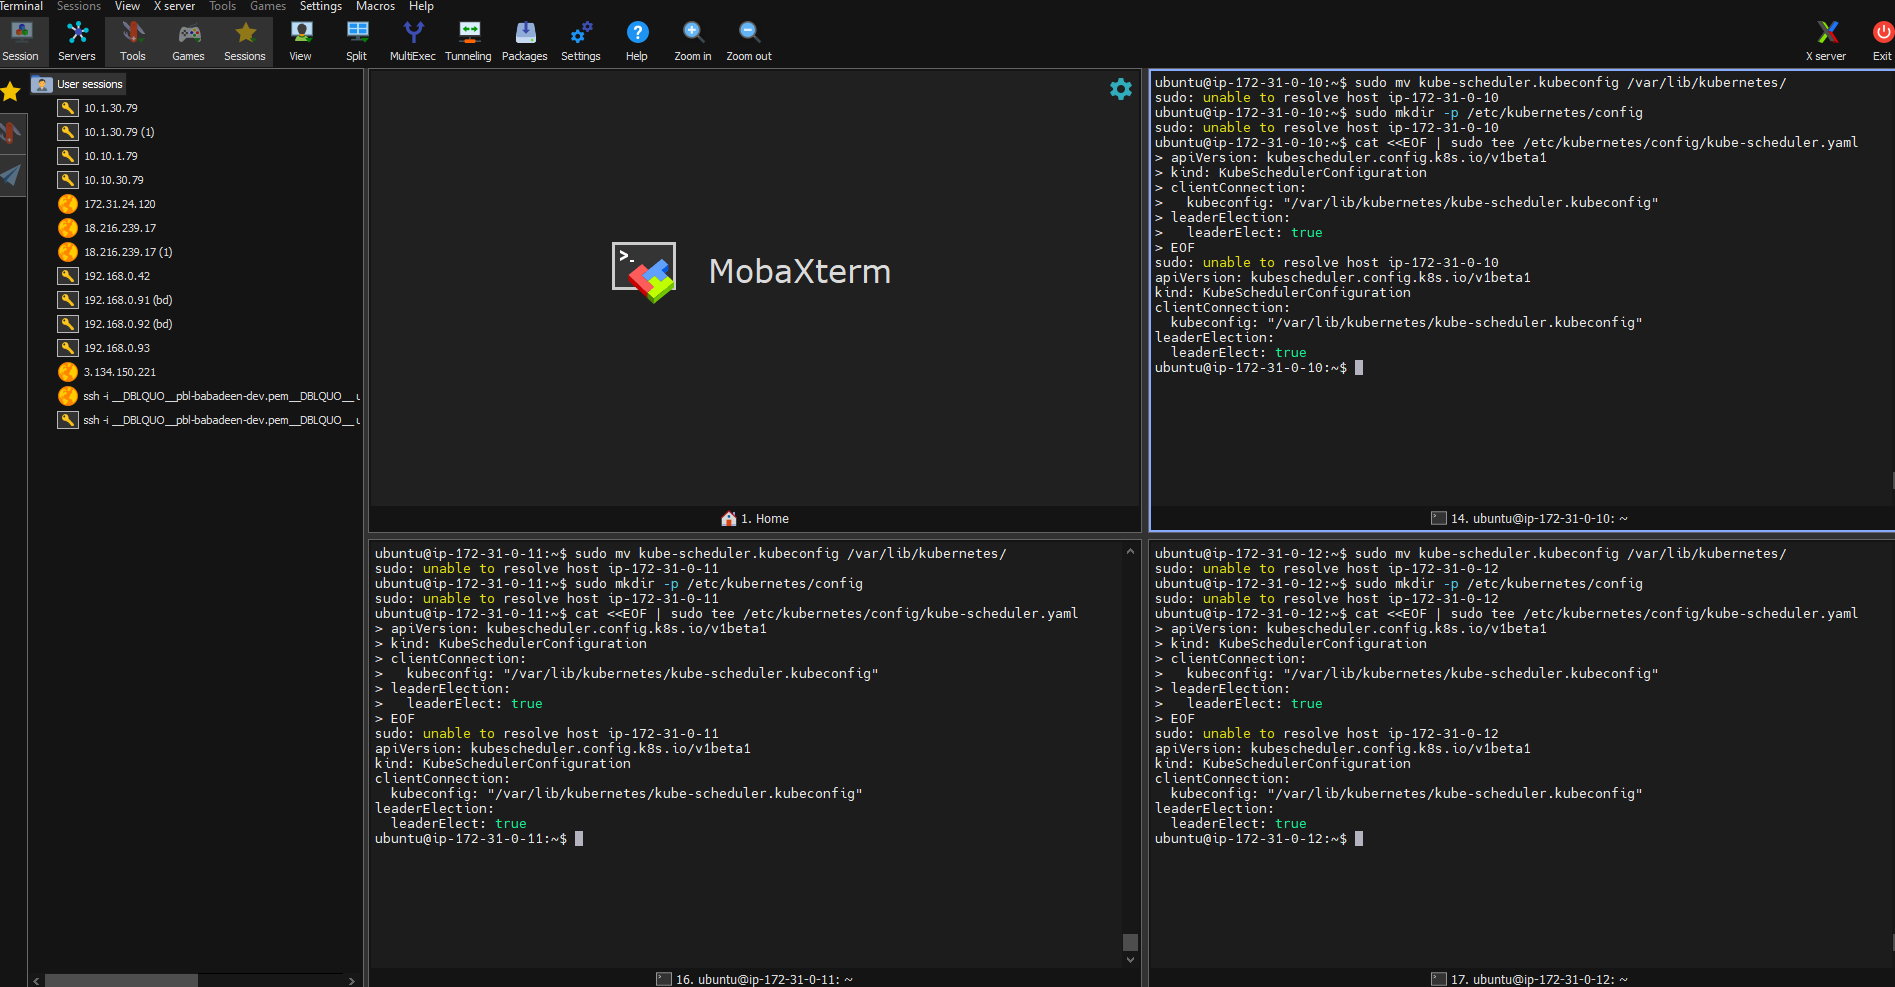 Terminal Sessions View X server Tools Games Settings Macros Help
Session Servers Tools Games Sessions View Split MultiExec Tunneling Packages Settings Help Zoom in Zoom out X server Exit
User sessions
10.1.30.79
10.1.30.79 (1)
10.10.1.79
10.10.30.79
172.31.24.120
18.216.239.17
18.216.239.17 (1)
192.168.0.42
192.168.0.91 (bd)
192.168.0.92 (bd)
192.168.0.93
3.134.150.221
ssh -i __DBLQUO__pbl-babadeen-dev.pem__DBLQUO__ u
ssh -i __DBLQUO__pbl-babadeen-dev.pem__DBLQUO__ u
>_
MobaXterm
1. Home
ubuntu@ip-172-31-0-10:~$ sudo mv kube-scheduler.kubeconfig /var/lib/kubernetes/
sudo: unable to resolve host ip-172-31-0-10
ubuntu@ip-172-31-0-10:~$ sudo mkdir -p /etc/kubernetes/config
sudo: unable to resolve host ip-172-31-0-10
ubuntu@ip-172-31-0-10:~$ cat <<EOF | sudo tee /etc/kubernetes/config/kube-scheduler.yaml
> apiVersion: kubescheduler.config.k8s.io/v1beta1
> kind: KubeSchedulerConfiguration
> clientConnection:
>   kubeconfig: "/var/lib/kubernetes/kube-scheduler.kubeconfig"
> leaderElection:
>   leaderElect: true
> EOF
sudo: unable to resolve host ip-172-31-0-10
apiVersion: kubescheduler.config.k8s.io/v1beta1
kind: KubeSchedulerConfiguration
clientConnection:
  kubeconfig: "/var/lib/kubernetes/kube-scheduler.kubeconfig"
leaderElection:
  leaderElect: true
ubuntu@ip-172-31-0-10:~$
14. ubuntu@ip-172-31-0-10: ~
ubuntu@ip-172-31-0-11:~$ sudo mv kube-scheduler.kubeconfig /var/lib/kubernetes/
sudo: unable to resolve host ip-172-31-0-11
ubuntu@ip-172-31-0-11:~$ sudo mkdir -p /etc/kubernetes/config
sudo: unable to resolve host ip-172-31-0-11
ubuntu@ip-172-31-0-11:~$ cat <<EOF | sudo tee /etc/kubernetes/config/kube-scheduler.yaml
> apiVersion: kubescheduler.config.k8s.io/v1beta1
> kind: KubeSchedulerConfiguration
> clientConnection:
>   kubeconfig: "/var/lib/kubernetes/kube-scheduler.kubeconfig"
> leaderElection:
>   leaderElect: true
> EOF
sudo: unable to resolve host ip-172-31-0-11
apiVersion: kubescheduler.config.k8s.io/v1beta1
kind: KubeSchedulerConfiguration
clientConnection:
  kubeconfig: "/var/lib/kubernetes/kube-scheduler.kubeconfig"
leaderElection:
  leaderElect: true
ubuntu@ip-172-31-0-11:~$
16. ubuntu@ip-172-31-0-11: ~
ubuntu@ip-172-31-0-12:~$ sudo mv kube-scheduler.kubeconfig /var/lib/kubernetes/
sudo: unable to resolve host ip-172-31-0-12
ubuntu@ip-172-31-0-12:~$ sudo mkdir -p /etc/kubernetes/config
sudo: unable to resolve host ip-172-31-0-12
ubuntu@ip-172-31-0-12:~$ cat <<EOF | sudo tee /etc/kubernetes/config/kube-scheduler.yaml
> apiVersion: kubescheduler.config.k8s.io/v1beta1
> kind: KubeSchedulerConfiguration
> clientConnection:
>   kubeconfig: "/var/lib/kubernetes/kube-scheduler.kubeconfig"
> leaderElection:
>   leaderElect: true
> EOF
sudo: unable to resolve host ip-172-31-0-12
apiVersion: kubescheduler.config.k8s.io/v1beta1
kind: KubeSchedulerConfiguration
clientConnection:
  kubeconfig: "/var/lib/kubernetes/kube-scheduler.kubeconfig"
leaderElection:
  leaderElect: true
ubuntu@ip-172-31-0-12:~$
17. ubuntu@ip-172-31-0-12: ~